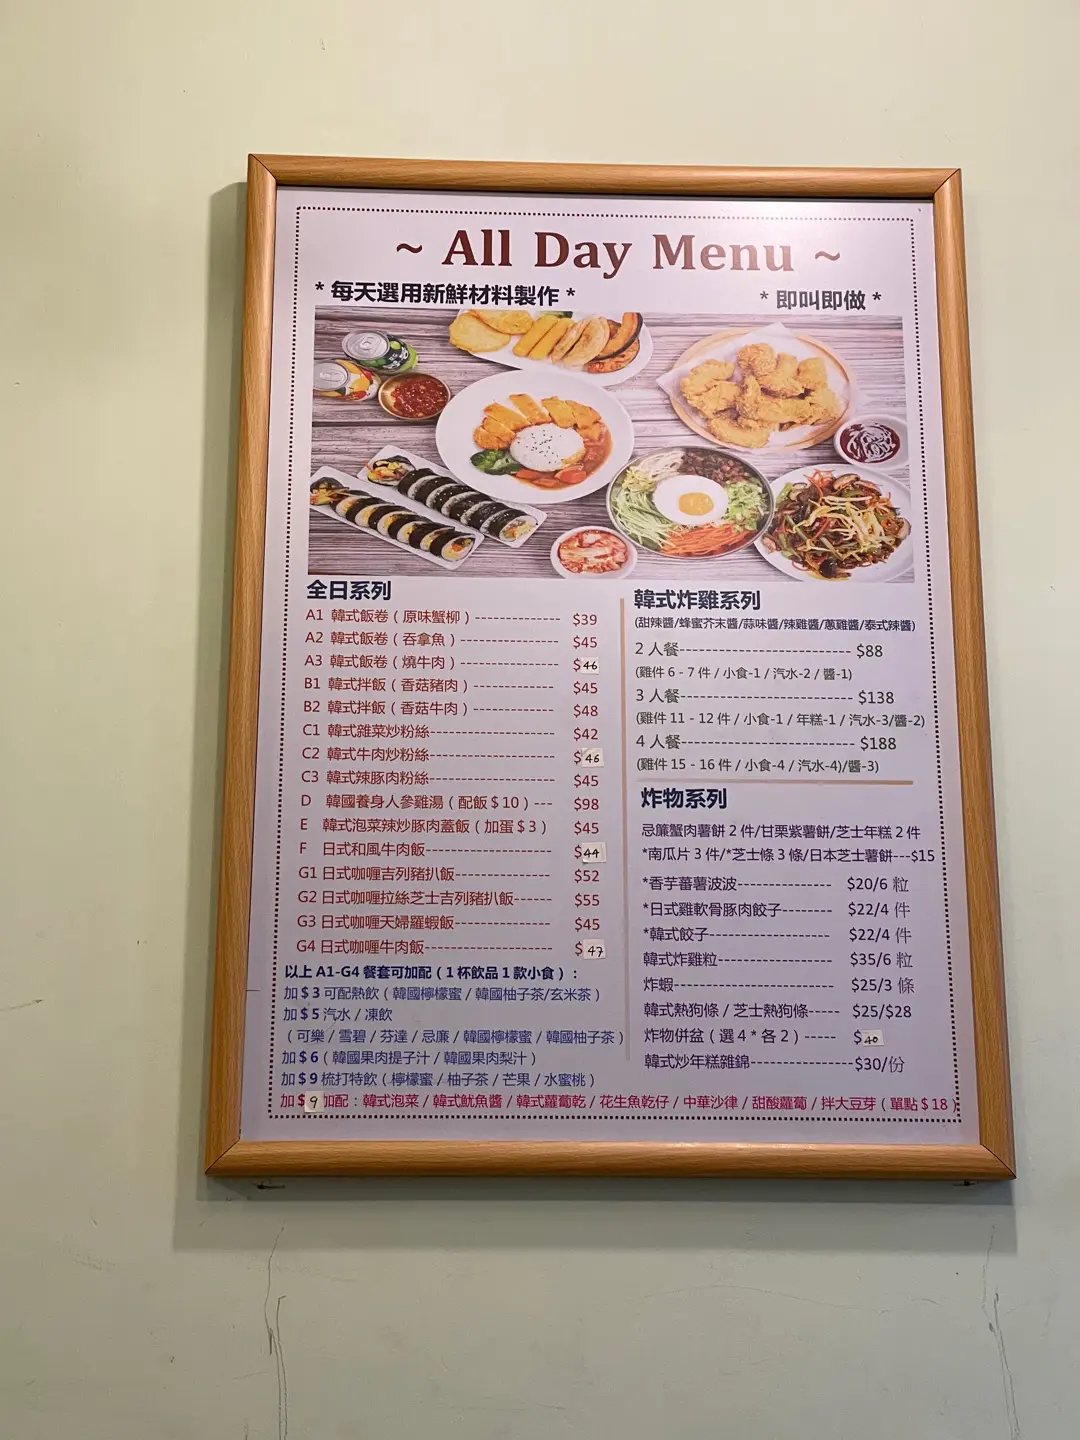 ~ All Day Menu ~
* 每天選用新鮮材料製作 *
* 即叫即做 *
全日系列
A1 韓式飯卷（原味蟹柳）-------------- $39
A2 韓式飯卷（吞拿魚）---------------- $45
A3 韓式飯卷（燒牛肉）---------------- $46
B1 韓式拌飯（香菇豬肉）------------- $45
B2 韓式拌飯（香菇牛肉）------------- $48
C1 韓式雜菜炒粉絲-------------------- $42
C2 韓式牛肉炒粉絲-------------------- $46
C3 韓式辣豚肉粉絲-------------------- $45
D 韓國養身人參雞湯（配飯＄10）--- $98
E 韓式泡菜辣炒豚肉蓋飯（加蛋＄3） $45
F 日式和風牛肉飯--------------------- $44
G1 日式咖喱吉列豬扒飯---------------- $52
G2 日式咖喱拉絲芝士吉列豬扒飯------ $55
G3 日式咖喱天婦羅蝦飯---------------- $45
G4 日式咖喱牛肉飯--------------------- $47
以上 A1-G4 餐套可加配（1 杯飲品 1 款小食）：
加＄3 可配熱飲（韓國檸檬蜜 / 韓國柚子茶/玄米茶）
加＄5 汽水 / 凍飲
（可樂 / 雪碧 / 芬達 / 忌廉 / 韓國檸檬蜜 / 韓國柚子茶）
加＄6（韓國果肉提子汁 / 韓國果肉梨汁）
加＄9 梳打特飲（檸檬蜜 / 柚子茶 / 芒果 / 水蜜桃）
韓式炸雞系列
(甜辣醬/蜂蜜芥末醬/蒜味醬/辣雞醬/蔥雞醬/泰式辣醬)
2 人餐---------------------------- $88
(雞件 6 - 7 件 / 小食-1 / 汽水-2 / 醬-1)
3 人餐---------------------------- $138
(雞件 11 - 12 件 / 小食-1 / 年糕-1 / 汽水-3/醬-2)
4 人餐---------------------------- $188
(雞件 15 - 16 件 / 小食-4 / 汽水-4)/醬-3)
炸物系列
忌廉蟹肉薯餅 2 件/甘栗紫薯餅/芝士年糕 2 件
*南瓜片 3 件/*芝士條 3 條/日本芝士薯餅---$15
*香芋蕃薯波波--------------- $20/6 粒
*日式雞軟骨豚肉餃子-------- $22/4 件
*韓式餃子------------------- $22/4 件
韓式炸雞粒------------------ $35/6 粒
炸蝦------------------------- $25/3 條
韓式熱狗條 / 芝士熱狗條----- $25/$28
炸物併盆（選 4 * 各 2）----- $40
韓式炒年糕雜錦-----------------$30/份
加＄9 加配：韓式泡菜 / 韓式魷魚醬 / 韓式蘿蔔乾 / 花生魚乾仔 / 中華沙律 / 甜酸蘿蔔 / 拌大豆芽（單點＄18）